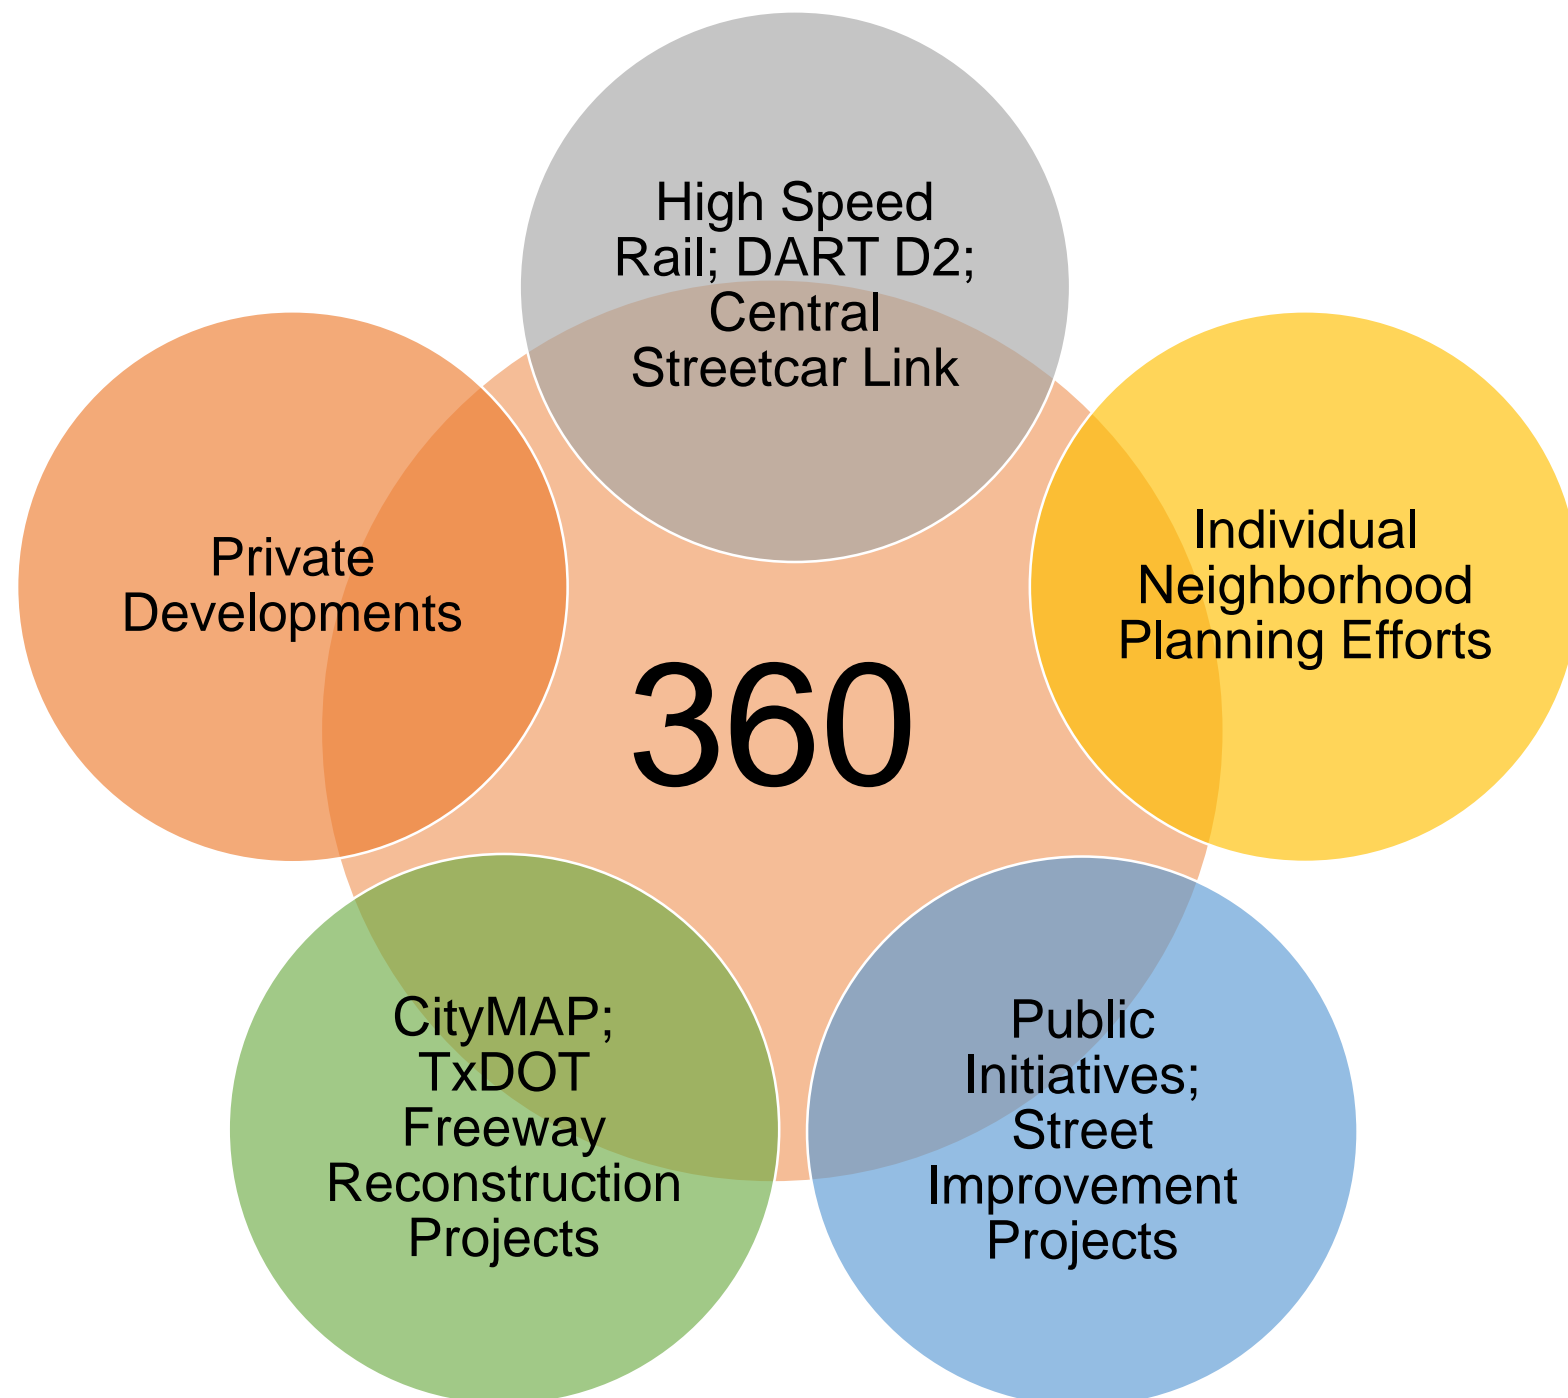 High Speed
Rail; DART D2;
Central
Streetcar Link
Individual
Neighborhood
Planning Efforts
Private
Developments
360
CityMAP;
TxDOT
Freeway
Reconstruction
Projects
Public
Initiatives;
Street
Improvement
Projects